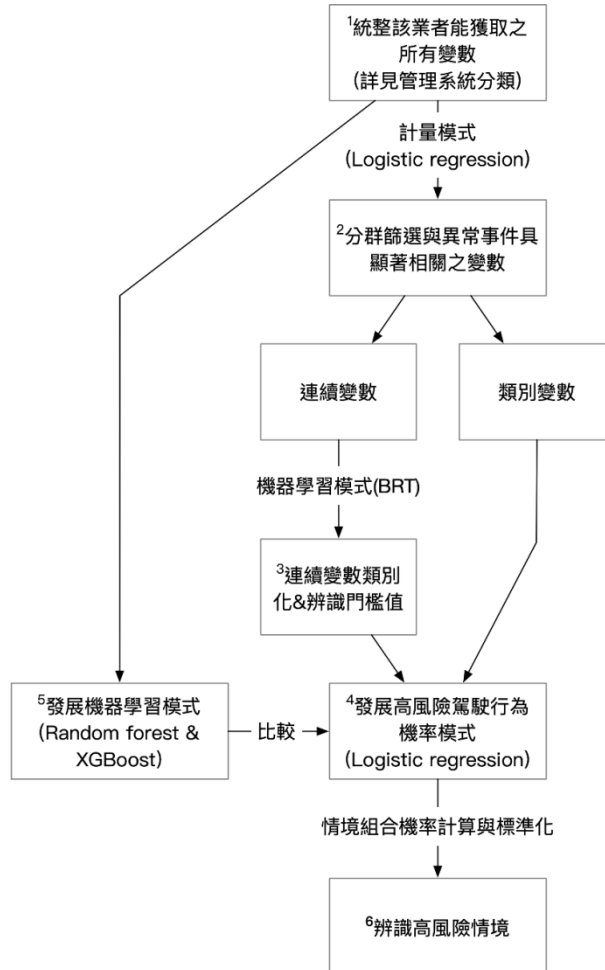 ¹統整該業者能獲取之
所有變數
(詳見管理系統分類)
計量模式
(Logistic regression)
²分群篩選與異常事件具
顯著相關之變數
連續變數
類別變數
機器學習模式(BRT)
³連續變數類別
化&辨識門檻值
⁵發展機器學習模式
(Random forest &
XGBoost)
比較
⁴發展高風險駕駛行為
機率模式
(Logistic regression)
情境組合機率計算與標準化
⁶辨識高風險情境